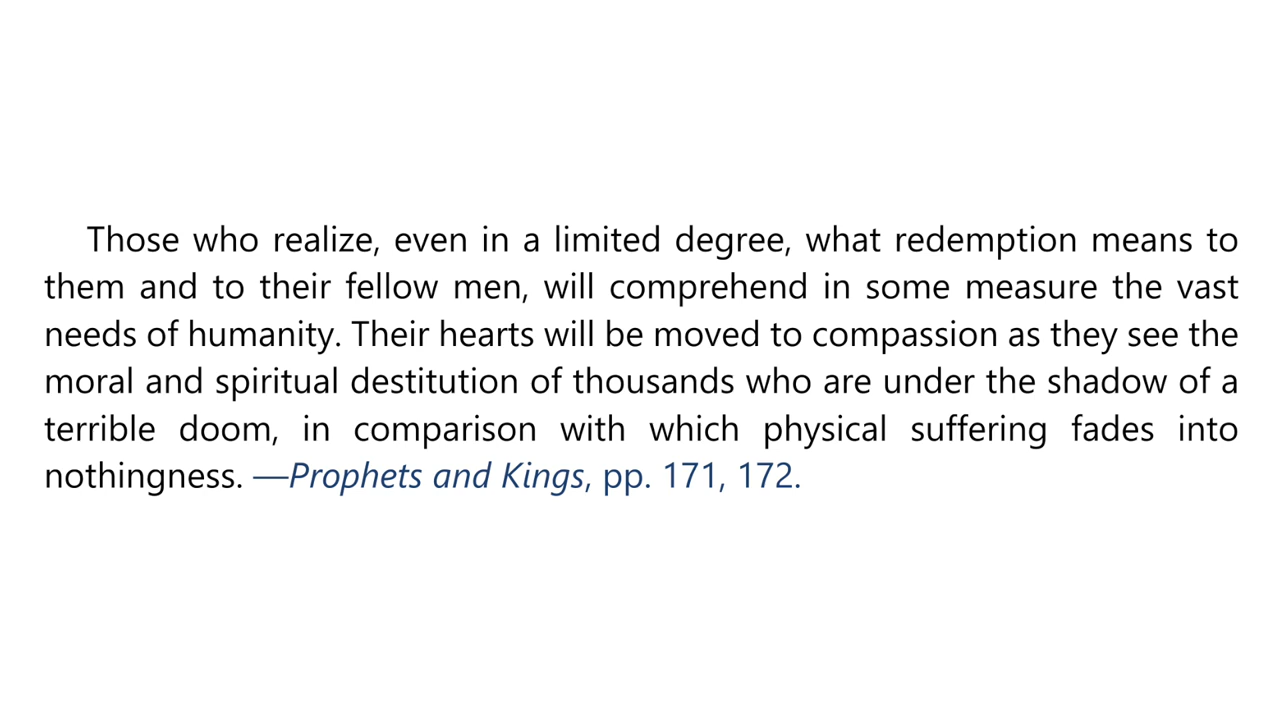 Those who realize, even in a limited degree, what redemption means to
them and to their fellow men, will comprehend in some measure the vast
needs of humanity. Their hearts will be moved to compassion as they see the
moral and spiritual destitution of thousands who are under the shadow of a
terrible doom, in comparison with which physical suffering fades into
nothingness. —Prophets and Kings, pp. 171, 172.